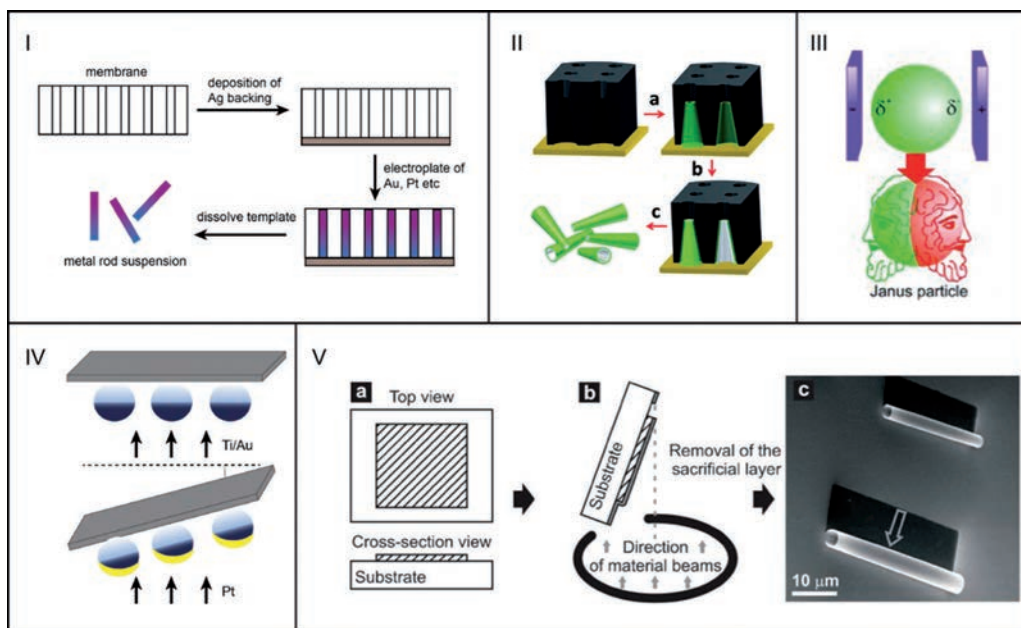 I
membrane
deposition of
Ag backing
electroplate of
Au, Pt etc
dissolve template
metal rod suspension
II
a
b
c
III
-
δ+
δ-
+
Janus particle
IV
Ti/Au
Pt
V
a
Top view
Cross-section view
Substrate
b
Substrate
Direction
of material beams
Removal of the
sacrificial layer
c
10 μm